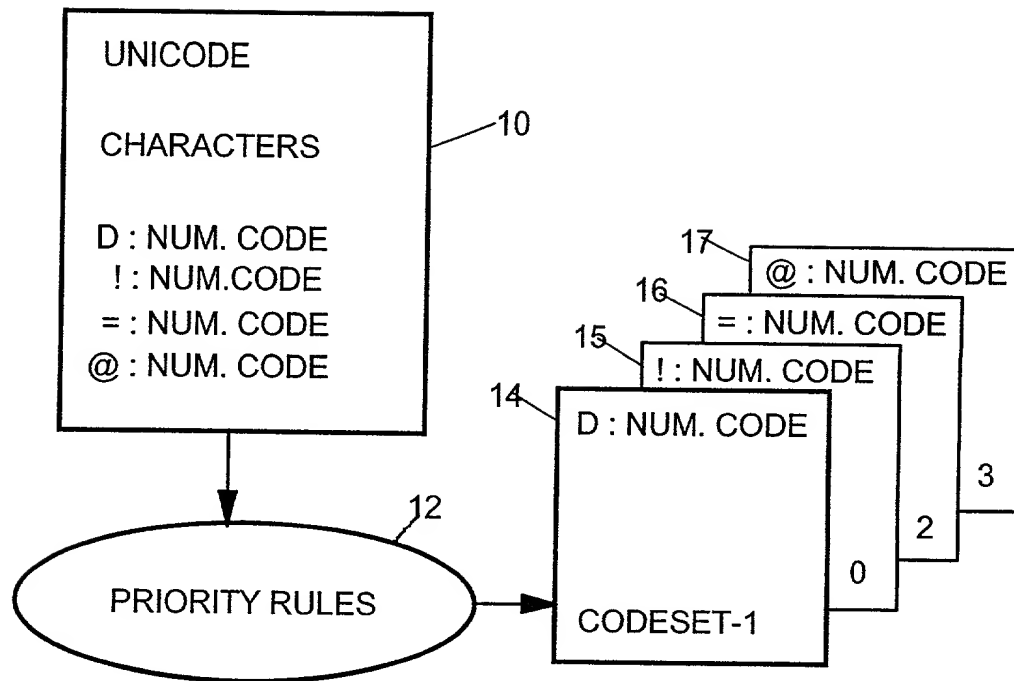 UNICODE
CHARACTERS
10
D : NUM. CODE
! : NUM.CODE
= : NUM. CODE
@ : NUM. CODE
17
@ : NUM. CODE
16
= : NUM. CODE
15
! : NUM. CODE
14
D : NUM. CODE
3
2
0
CODESET-1
12
PRIORITY RULES